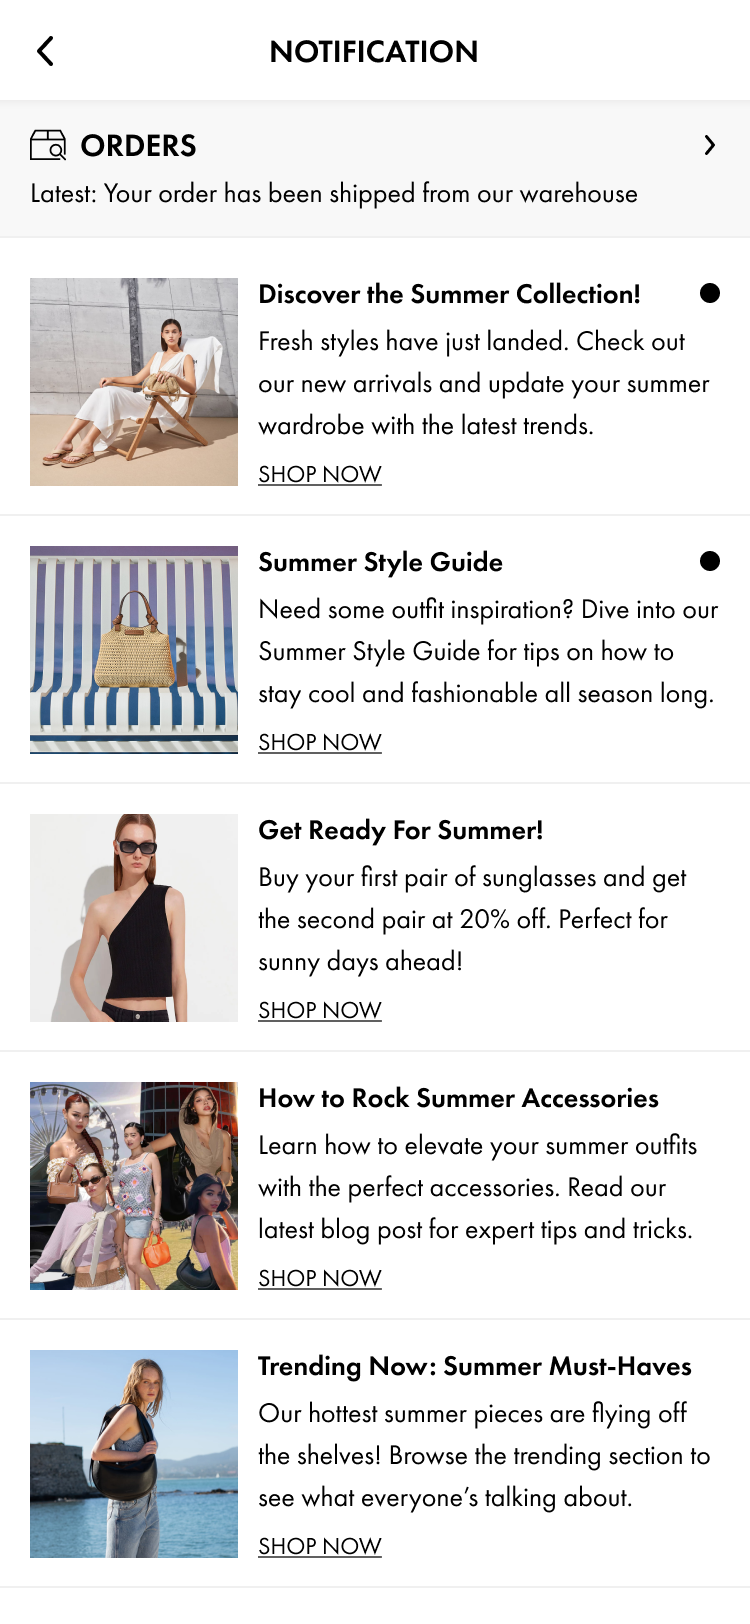 NOTIFICATION
ORDERS
Latest: Your order has been shipped from our warehouse
Discover the Summer Collection!
Fresh styles have just landed. Check out
our new arrivals and update your summer
wardrobe with the latest trends.
SHOP NOW
Summer Style Guide
Need some outfit inspiration? Dive into our
Summer Style Guide for tips on how to
stay cool and fashionable all season long.
SHOP NOW
Get Ready For Summer!
Buy your first pair of sunglasses and get
the second pair at 20% off. Perfect for
sunny days ahead!
SHOP NOW
How to Rock Summer Accessories
Learn how to elevate your summer outfits
with the perfect accessories. Read our
latest blog post for expert tips and tricks.
SHOP NOW
Trending Now: Summer Must-Haves
Our hottest summer pieces are flying off
the shelves! Browse the trending section to
see what everyone’s talking about.
SHOP NOW